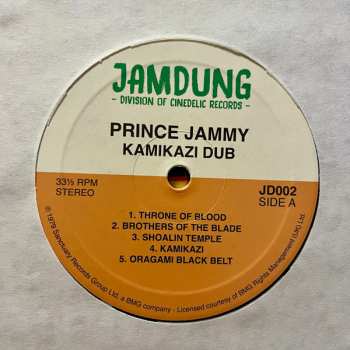 JAMDUNG
- DIVISION OF CINEDELIC RECORDS -
PRINCE JAMMY
KAMIKAZI DUB
33⅓ RPM
STEREO
JD002
SIDE A
1. THRONE OF BLOOD
2. BROTHERS OF THE BLADE
3. SHOALIN TEMPLE
4. KAMIKAZI
5. ORAGAMI BLACK BELT
℗ 1979 Sanctuary Records Group Ltd. a BMG company - Licensed courtesy of BMG Rights Management (UK) Ltd.